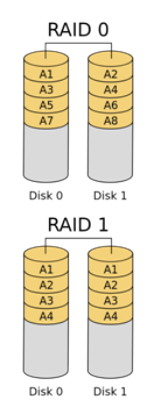 RAID 0
A1 A2
A3 A4
A5 A6
A7 A8
Disk 0 Disk 1
RAID 1
A1 A1
A2 A2
A3 A3
A4 A4
Disk 0 Disk 1